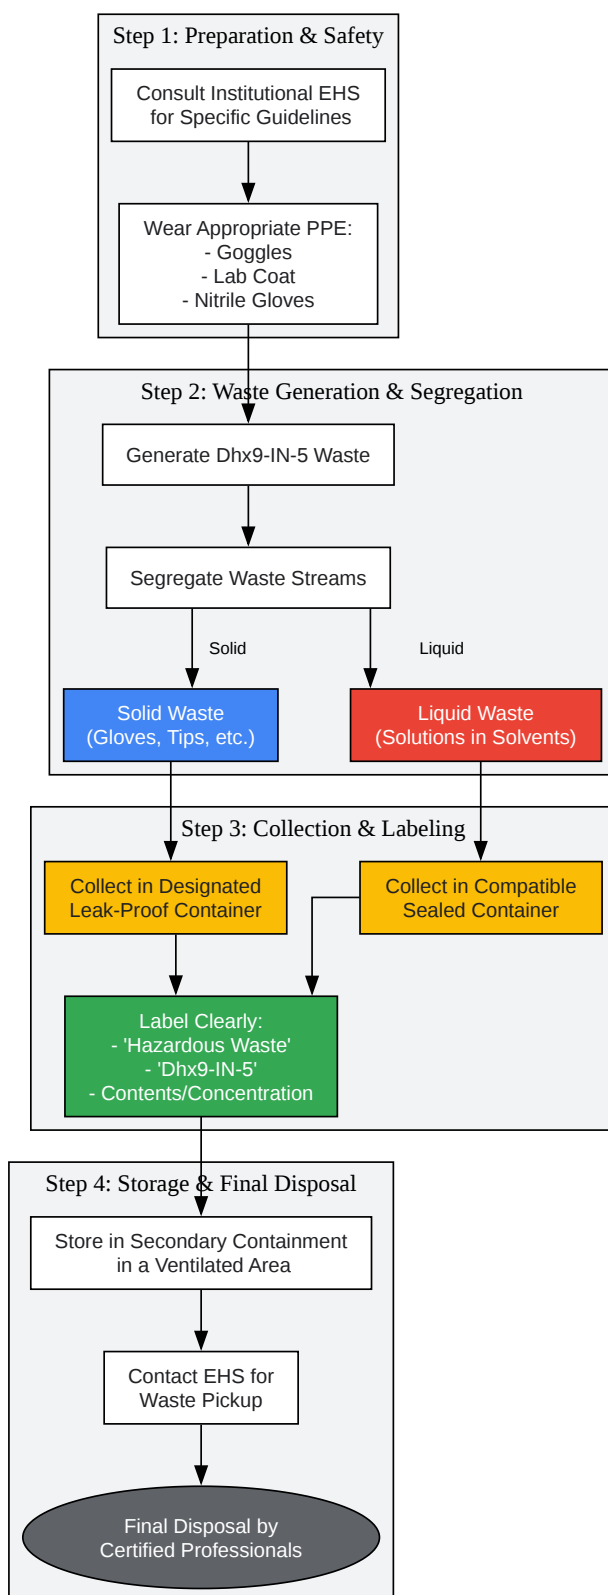 Step 1: Preparation & Safety
Consult Institutional EHS
for Specific Guidelines
Wear Appropriate PPE:
- Goggles
- Lab Coat
- Nitrile Gloves
Step 2: Waste Generation & Segregation
Generate Dhx9-IN-5 Waste
Segregate Waste Streams
Solid
Liquid
Solid Waste
(Gloves, Tips, etc.)
Liquid Waste
(Solutions in Solvents)
Step 3: Collection & Labeling
Collect in Designated
Leak-Proof Container
Collect in Compatible
Sealed Container
Label Clearly:
- 'Hazardous Waste'
- 'Dhx9-IN-5'
- Contents/Concentration
Step 4: Storage & Final Disposal
Store in Secondary Containment
in a Ventilated Area
Contact EHS for
Waste Pickup
Final Disposal by
Certified Professionals